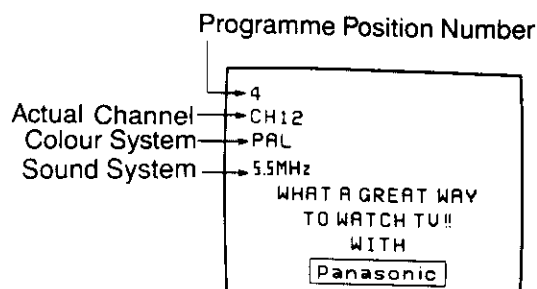 Programme Position Number
4
Actual Channel CH12
Colour System PAL
Sound System 5.5MHz
WHAT A GREAT WAY
TO WATCH TV!!
WITH
Panasonic